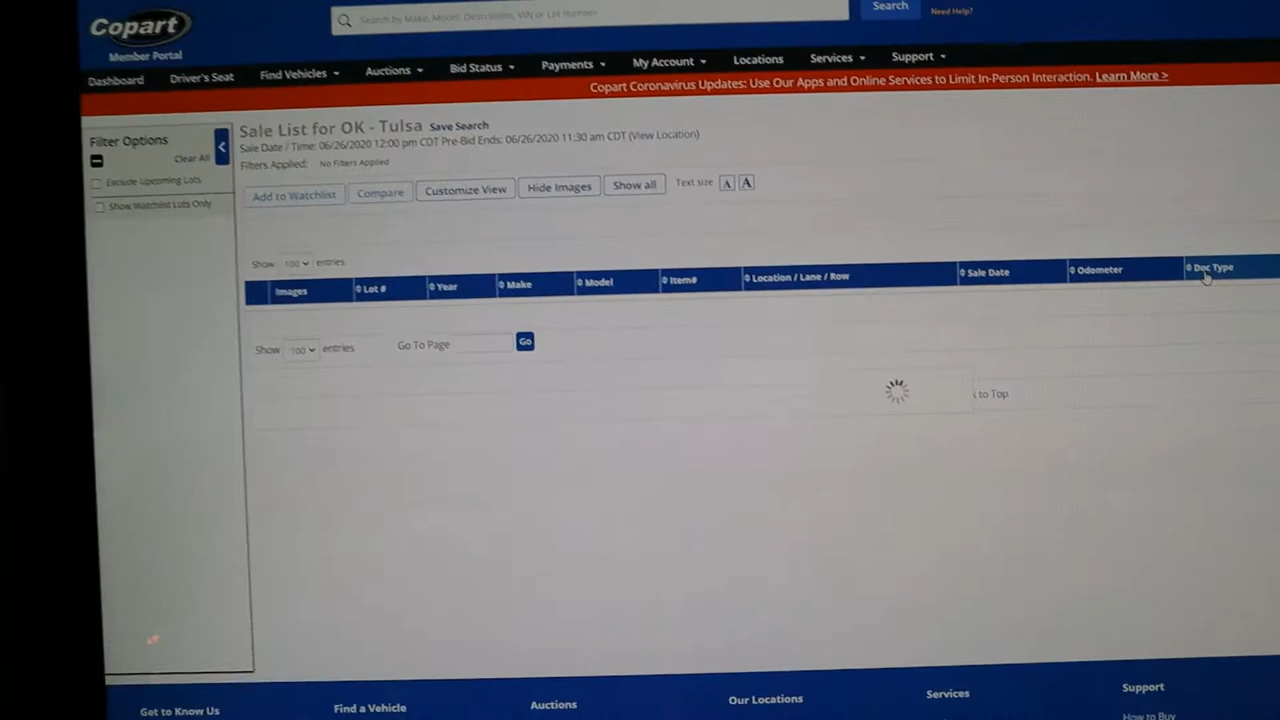 Copart
Member Portal
Search by Make, Model, Description, VIN or Lot Number
Search
Need Help?
Dashboard Driver's Seat Find Vehicles Auctions Bid Status Payments My Account Locations Services Support
Copart Coronavirus Updates: Use Our Apps and Online Services to Limit In-Person Interaction. Learn More >
Filter Options
Clear All
Exclude Upcoming Lots
Show Watchlist Lots Only
Sale List for OK - Tulsa Save Search
Sale Date / Time: 06/26/2020 12:00 pm CDT Pre-Bid Ends: 06/26/2020 11:30 am CDT (View Location)
Filters Applied: No Filters Applied
Add to Watchlist Compare Customize View Hide Images Show all Text size A A
Show 100 entries
Images Lot # Year Make Model Item# Location / Lane / Row Sale Date Odometer Doc Type
Show 100 entries Go To Page Go
to Top
Get to Know Us Find a Vehicle Auctions Our Locations Services Support
How to Buy